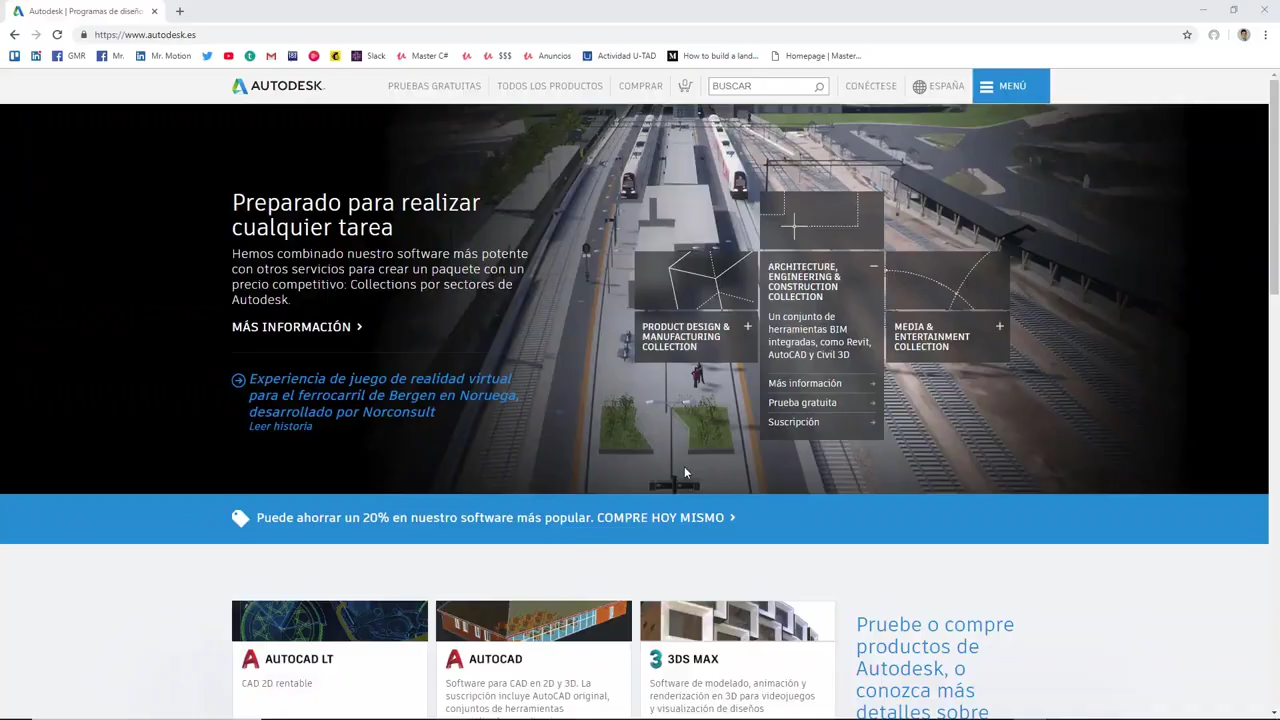 Autodesk | Programas de diseño
https://www.autodesk.es
GMR
Mr.
Mr. Motion
Slack
Master C#
$$$
Anuncios
Actividad U-TAD
How to build a land...
Homepage | Master...
AUTODESK.
PRUEBAS GRATUITAS
TODOS LOS PRODUCTOS
COMPRAR
0
BUSCAR
CONÉCTESE
ESPAÑA
MENÚ
Preparado para realizar
cualquier tarea
Hemos combinado nuestro software más potente
con otros servicios para crear un paquete con un
precio competitivo: Collections por sectores de
Autodesk.
MÁS INFORMACIÓN >
Experiencia de juego de realidad virtual
para el ferrocarril de Bergen en Noruega,
desarrollado por Norconsult
Leer historia
PRODUCT DESIGN &
MANUFACTURING
COLLECTION
ARCHITECTURE,
ENGINEERING &
CONSTRUCTION
COLLECTION
Un conjunto de
herramientas BIM
integradas, como Revit,
AutoCAD y Civil 3D
Más información
Prueba gratuita
Suscripción
MEDIA &
ENTERTAINMENT
COLLECTION
Puede ahorrar un 20% en nuestro software más popular. COMPRE HOY MISMO >
AUTOCAD LT
CAD 2D rentable
AUTOCAD
Software para CAD en 2D y 3D. La
suscripción incluye AutoCAD original,
conjuntos de herramientas
3DS MAX
Software de modelado, animación y
renderización en 3D para videojuegos
y visualización de diseños
Pruebe o compre
productos de
Autodesk, o
conozca más
detalles sobre